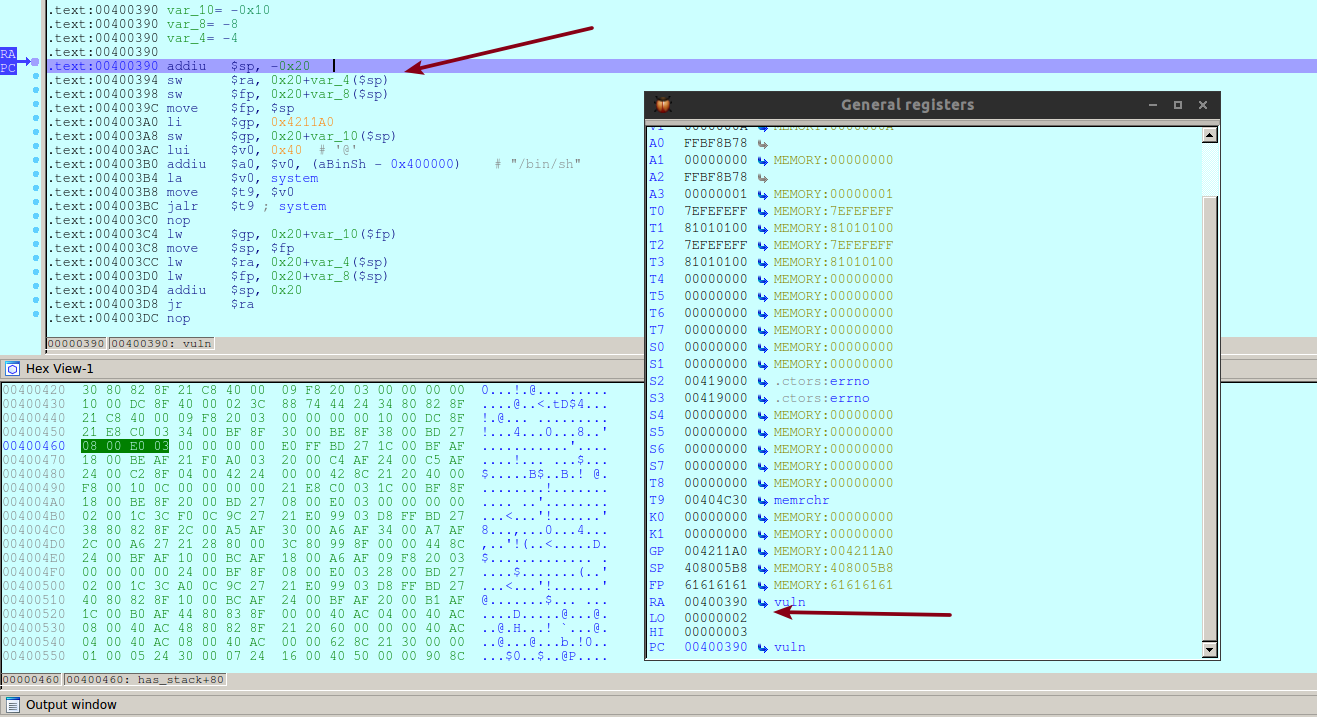 .text:00400390 var_10= -0x10
.text:00400390 var_8= -8
.text:00400390 var_4= -4
.text:00400390
RA
PC
.text:00400390 addiu $sp, -0x20
.text:00400394 sw $ra, 0x20+var_4($sp)
.text:00400398 sw $fp, 0x20+var_8($sp)
.text:0040039C move $fp, $sp
.text:004003A0 li $gp, 0x4211A0
.text:004003A8 sw $gp, 0x20+var_10($sp)
.text:004003AC lui $v0, 0x40 # '@'
.text:004003B0 addiu $a0, $v0, (aBinSh - 0x400000) # "/bin/sh"
.text:004003B4 la $v0, system
.text:004003B8 move $t9, $v0
.text:004003BC jalr $t9 ; system
.text:004003C0 nop
.text:004003C4 lw $gp, 0x20+var_10($fp)
.text:004003C8 move $sp, $fp
.text:004003CC lw $ra, 0x20+var_4($sp)
.text:004003D0 lw $fp, 0x20+var_8($sp)
.text:004003D4 addiu $sp, 0x20
.text:004003D8 jr $ra
.text:004003DC nop
00000390 00400390: vuln
General registers
A0 FFBF8B78
A1 00000000 MEMORY:00000000
A2 FFBF8B78
A3 00000001 MEMORY:00000001
T0 7EFEFEFF MEMORY:7EFEFEFF
T1 81010100 MEMORY:81010100
T2 7EFEFEFF MEMORY:7EFEFEFF
T3 81010100 MEMORY:81010100
T4 00000000 MEMORY:00000000
T5 00000000 MEMORY:00000000
T6 00000000 MEMORY:00000000
T7 00000000 MEMORY:00000000
S0 00000000 MEMORY:00000000
S1 00000000 MEMORY:00000000
S2 00419000 .ctors:errno
S3 00419000 .ctors:errno
S4 00000000 MEMORY:00000000
S5 00000000 MEMORY:00000000
S6 00000000 MEMORY:00000000
S7 00000000 MEMORY:00000000
T8 00000000 MEMORY:00000000
T9 00404C30 memrchr
K0 00000000 MEMORY:00000000
K1 00000000 MEMORY:00000000
GP 004211A0 MEMORY:004211A0
SP 408005B8 MEMORY:408005B8
FP 61616161 MEMORY:61616161
RA 00400390 vuln
LO 00000002
HI 00000003
PC 00400390 vuln
Hex View-1
00400420 30 80 82 8F 21 C8 40 00 09 F8 20 03 00 00 00 00 0...!.@... .....
00400430 10 00 DC 8F 40 00 02 3C 88 74 44 24 34 80 82 8F ....@..<.tD$4...
00400440 21 C8 40 00 09 F8 20 03 00 00 00 00 10 00 DC 8F !.@... .........
00400450 21 E8 C0 03 34 00 BF 8F 30 00 BE 8F 38 00 BD 27 !...4...0...8..'
00400460 08 00 E0 03 00 00 00 00 E0 FF BD 27 1C 00 BF AF ...........'....
00400470 18 00 BE AF 21 F0 A0 03 20 00 C4 AF 24 00 C5 AF ....!... ...$...
00400480 24 00 C2 8F 04 00 42 24 00 00 42 8C 21 20 40 00 $.....B$..B.! @.
00400490 F8 00 10 0C 00 00 00 00 21 E8 C0 03 1C 00 BF 8F ........!.......
004004A0 18 00 BE 8F 20 00 BD 27 08 00 E0 03 00 00 00 00 .... ..'........
004004B0 02 00 1C 3C F0 0C 9C 27 21 E0 99 03 D8 FF BD 27 ...<...'!......'
004004C0 38 80 82 8F 2C 00 A5 AF 30 00 A6 AF 34 00 A7 AF 8...,...0...4...
004004D0 2C 00 A6 27 21 28 80 00 3C 80 99 8F 00 00 44 8C ,..'!(..<.....D.
004004E0 24 00 BF AF 10 00 BC AF 18 00 A6 AF 09 F8 20 03 $............. .
004004F0 00 00 00 00 24 00 BF 8F 08 00 E0 03 28 00 BD 27 ....$.......(..'
00400500 02 00 1C 3C A0 0C 9C 27 21 E0 99 03 D8 FF BD 27 ...<...'!......'
00400510 40 80 82 8F 10 00 BC AF 24 00 BF AF 20 00 B1 AF @.......$... ...
00400520 1C 00 B0 AF 44 80 83 8F 00 00 40 AC 04 00 40 AC ....D.....@...@.
00400530 08 00 40 AC 48 80 82 8F 21 20 60 00 00 00 40 AC ..@.H...! `...@.
00400540 04 00 40 AC 08 00 40 AC 00 00 62 8C 21 30 00 00 ..@...@...b.!0..
00400550 01 00 05 24 30 00 07 24 16 00 40 50 00 00 90 8C ...$0..$..@P....
00000460 00400460: has_stack+80
Output window